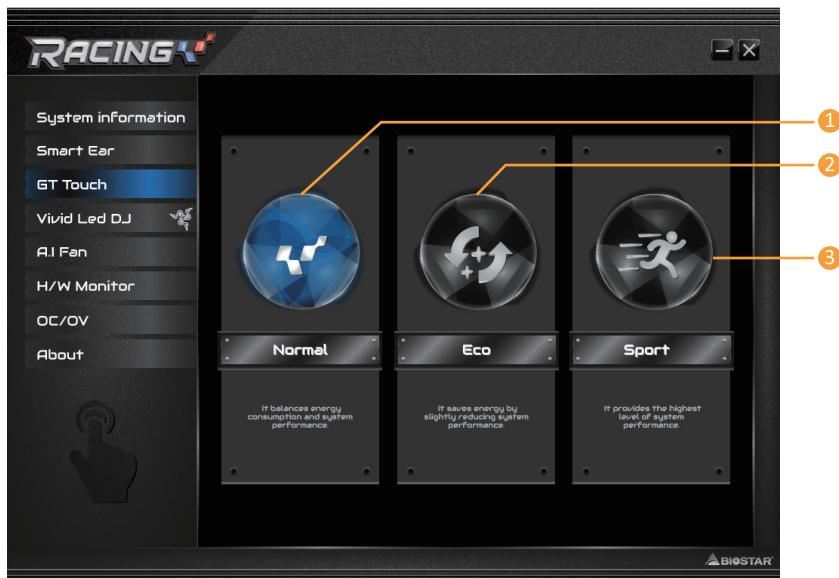 RACING
1
System information
Smart Ear
2
GT Touch
Vivid Led DJ
A.I Fan
3
H/W Monitor
OC/OV
Normal
Eco
Sport
About
It balances energy
consumption and system
performance.
It saves energy by
slightly reducing system
performance.
It provides the highest
level of system
performance.
BIOSTAR